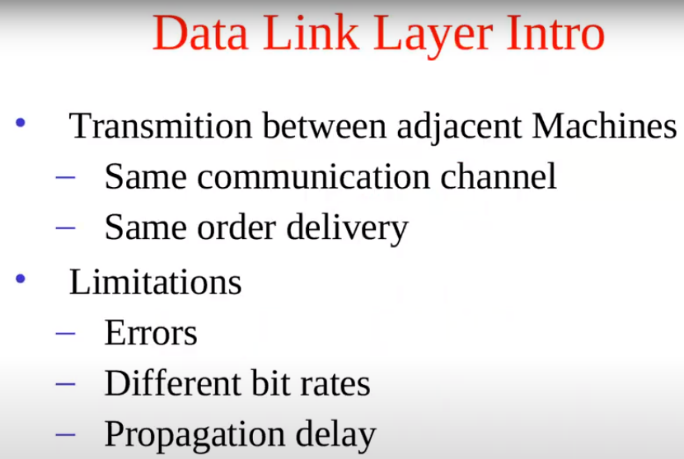 Data Link Layer Intro
• Transmition between adjacent Machines
– Same communication channel
– Same order delivery
• Limitations
– Errors
– Different bit rates
– Propagation delay